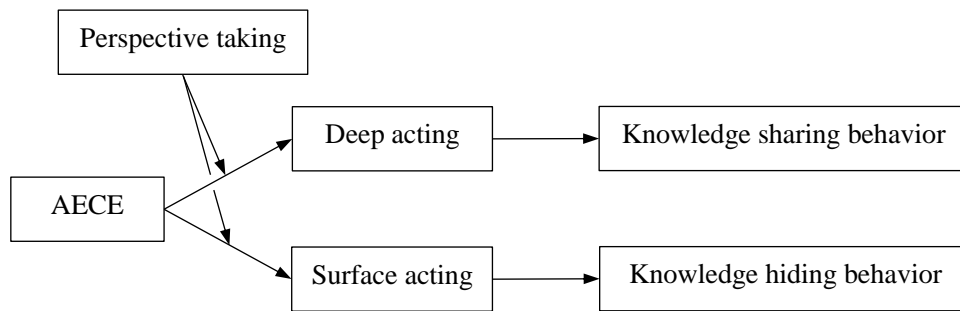 Perspective taking
Deep acting
Knowledge sharing behavior
AECE
Surface acting
Knowledge hiding behavior